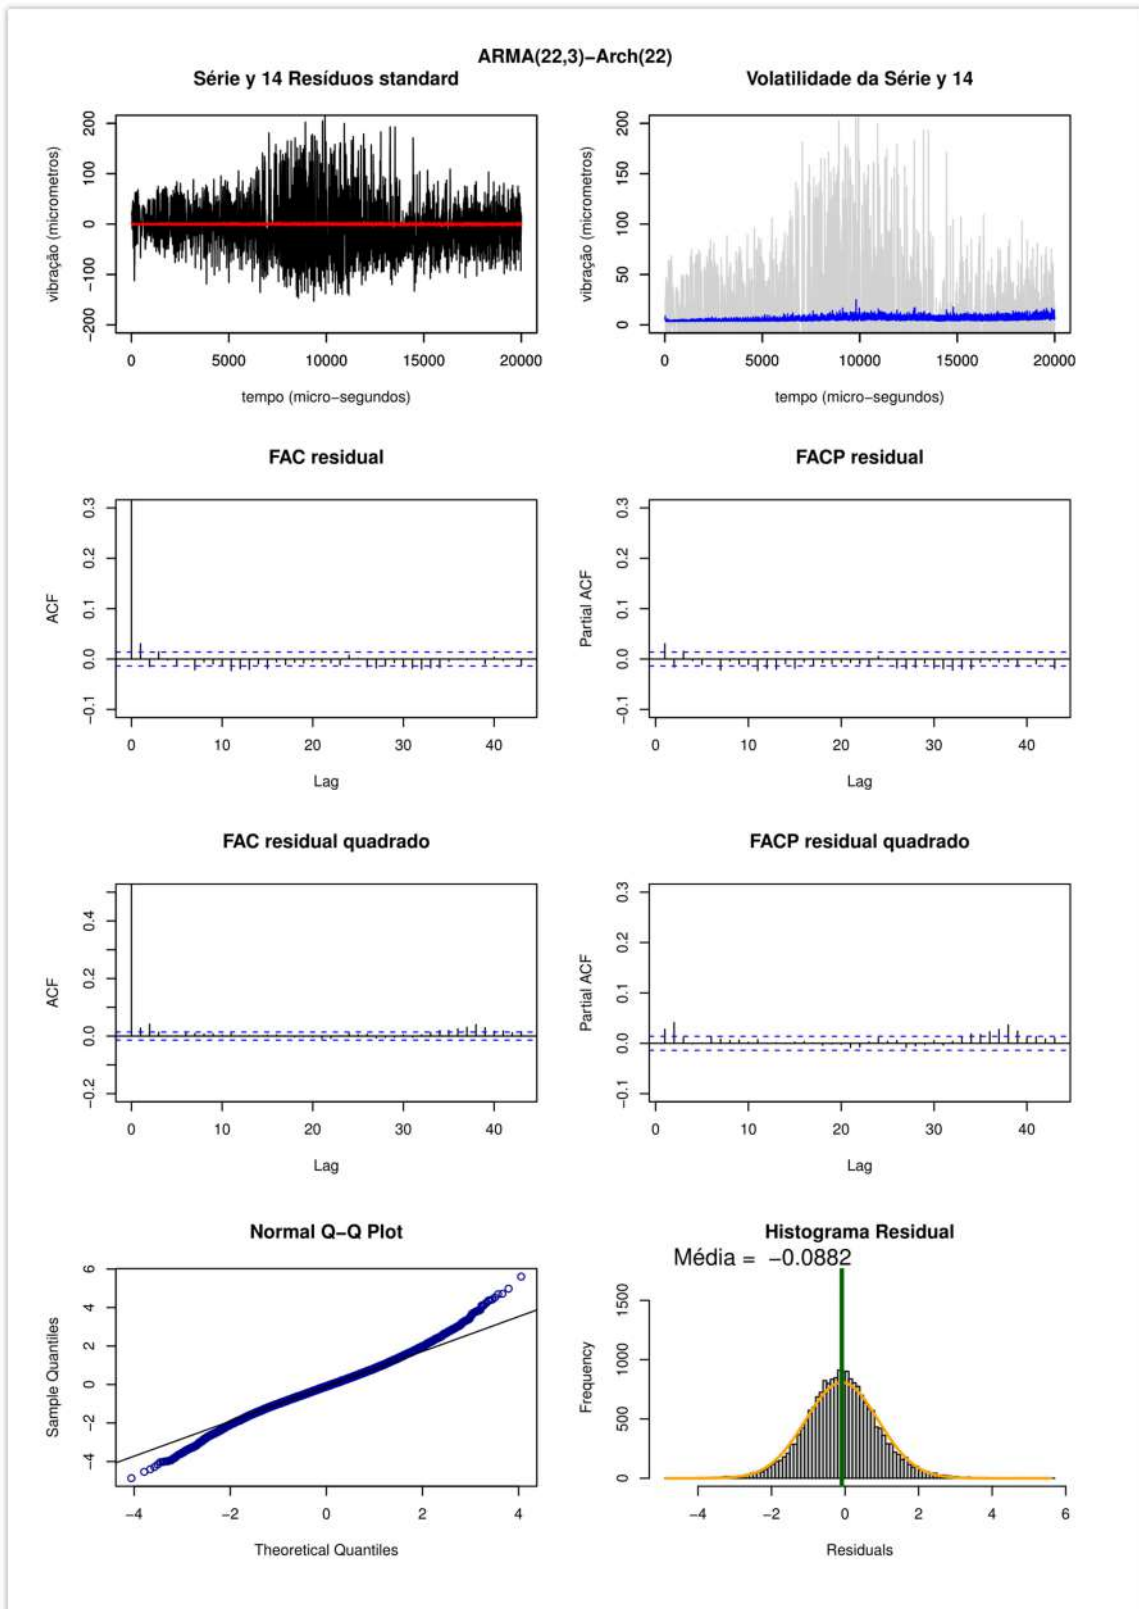 ARMA(22,3)−Arch(22)
Série y 14 Resíduos standard
vibração (micrometros)
200
100
0
−100
−200
0 5000 10000 15000 20000
tempo (micro−segundos)
Volatilidade da Série y 14
vibração (micrometros)
200
150
100
50
0
0 5000 10000 15000 20000
tempo (micro−segundos)
FAC residual
ACF
0.3
0.2
0.1
0.0
−0.1
0 10 20 30 40
Lag
FACP residual
Partial ACF
0.3
0.2
0.1
0.0
−0.1
0 10 20 30 40
Lag
FAC residual quadrado
ACF
0.4
0.2
0.0
−0.2
0 10 20 30 40
Lag
FACP residual quadrado
Partial ACF
0.3
0.2
0.1
0.0
−0.1
0 10 20 30 40
Lag
Normal Q−Q Plot
Sample Quantiles
6
4
2
0
−2
−4
−4 −2 0 2 4
Theoretical Quantiles
Histograma Residual
Média = −0.0882
Frequency
1500
1000
500
0
−4 −2 0 2 4 6
Residuals